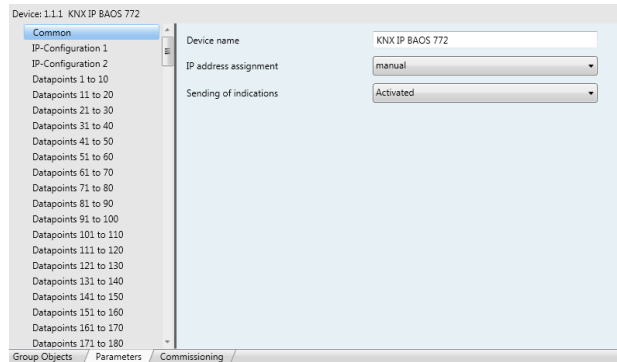 Device: 1.1.1 KNX IP BAOS 772
Common
IP-Configuration 1
IP-Configuration 2
Datapoints 1 to 10
Datapoints 11 to 20
Datapoints 21 to 30
Datapoints 31 to 40
Datapoints 41 to 50
Datapoints 51 to 60
Datapoints 61 to 70
Datapoints 71 to 80
Datapoints 81 to 90
Datapoints 91 to 100
Datapoints 101 to 110
Datapoints 111 to 120
Datapoints 121 to 130
Datapoints 131 to 140
Datapoints 141 to 150
Datapoints 151 to 160
Datapoints 161 to 170
Datapoints 171 to 180
Device name KNX IP BAOS 772
IP address assignment manual
Sending of indications Activated
Group Objects Parameters Commissioning